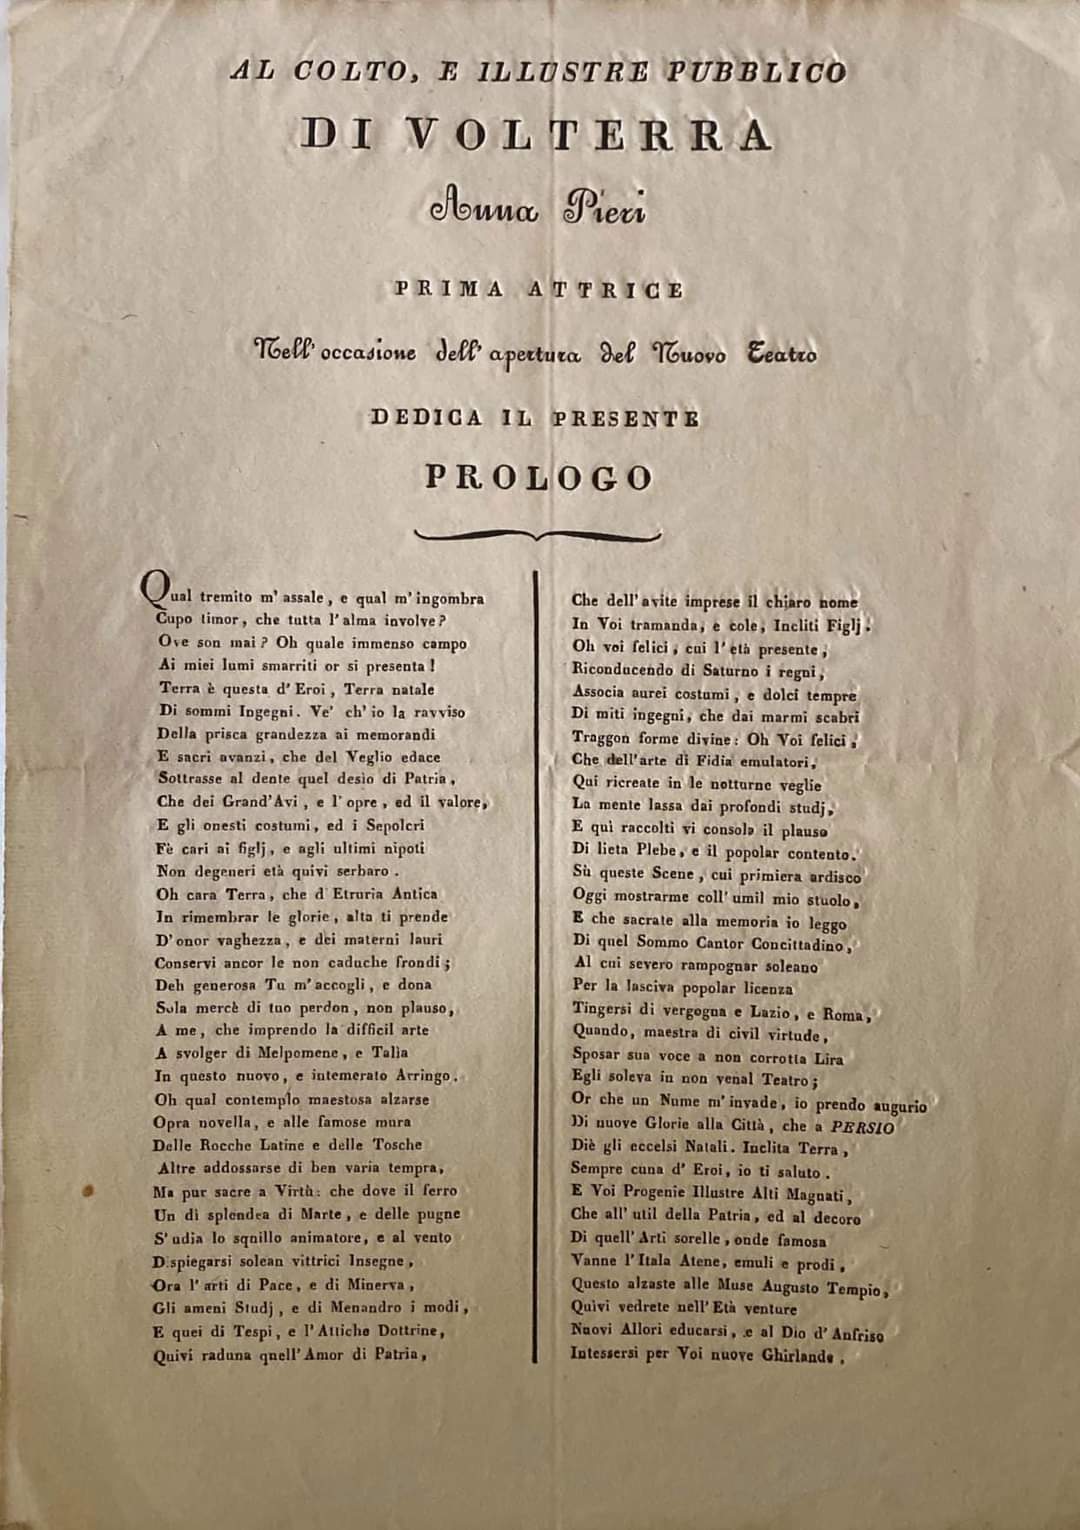 AL COLTO, E ILLUSTRE PUBBLICO
DI VOLTERRA
Anna Pieri
PRIMA ATTRICE
Nell' occasione dell' apertura del Nuovo Teatro
DEDICA IL PRESENTE
PROLOGO
Qual tremito m' assale, e qual m' ingombra
Cupo timor, che tutta l' alma involve?
Ove son mai? Oh quale immenso campo
Ai miei lumi smarriti or si presenta!
Terra è questa d' Eroi, Terra natale
Di sommi Ingegni. Ve' ch' io la ravviso
Della prisca grandezza ai memorandi
E sacri avanzi, che del Veglio edace
Sottrasse al dente quel desio di Patria,
Che dei Grand' Avi, e l' opre, ed il valore,
E gli onesti costumi, ed i Sepolcri
Fè cari ai figlj, e agli ultimi nipoti
Non degeneri età quivi serbaro.
Oh cara Terra, che d' Etruria Antica
In rimembrar le glorie, alta ti prende
D' onor vaghezza, e dei materni lauri
Conservi ancor le non caduche frondi;
Deh generosa Tu m' accogli, e dona
Sola mercè di tuo perdon, non plauso,
A me, che imprendo la difficil arte
A svolger di Melpomene, e Talia
In questo nuovo, e intemerato Arringo.
Oh qual contemplo maestosa alzarse
Opra novella, e alle famose mura
Delle Rocche Latine e delle Tosche
Altre addossarse di ben varia tempra,
Ma pur sacre a Virtù: che dove il ferro
Un dì splendea di Marte, e delle pugne
S' udia lo squillo animatore, e al vento
Dispiegarsi solean vittrici Insegne,
Ora l' arti di Pace, e di Minerva,
Gli ameni Studj, e di Menandro i modi,
E quei di Tespi, e l' Attiche Dottrine,
Quivi raduna quell' Amor di Patria,
Che dell' avite imprese il chiaro nome
In Voi tramanda, e cole, Incliti Figlj.
Oh voi felici, cui l' età presente,
Riconducendo di Saturno i regni,
Associa aurei costumi, e dolci tempre
Di miti ingegni, che dai marmi scabri
Traggon forme divine: Oh Voi felici,
Che dell' arte di Fidia emulatori,
Qui ricreate in le notturne veglie
La mente lassa dai profondi studj,
E quì raccolti vi consola il plauso
Di lieta Plebe, e il popolar contento.
Sù queste Scene, cui primiera ardisco
Oggi mostrarme coll' umil mio stuolo,
E che sacrate alla memoria io leggo
Di quel Sommo Cantor Concittadino,
Al cui severo rampognar soleano
Per la lasciva popolar licenza
Tingersi di vergogna e Lazio, e Roma,
Quando, maestra di civil virtude,
Sposar sua voce a non corrotta Lira
Egli soleva in non venal Teatro;
Or che un Nume m' invade, io prendo augurio
Di nuove Glorie alla Città, che a PERSIO
Diè gli eccelsi Natali. Inclita Terra,
Sempre cuna d' Eroi, io ti saluto.
E Voi Progenie Illustre Alti Magnati,
Che all' util della Patria, ed al decoro
Di quell' Arti sorelle, onde famosa
Vanne l' Itala Atene, emuli e prodi,
Questo alzaste alle Muse Augusto Tempio,
Quivi vedrete nell' Età venture
Nuovi Allori educarsi, e al Dio d' Anfriso
Intessersi per Voi nuove Ghirlande.